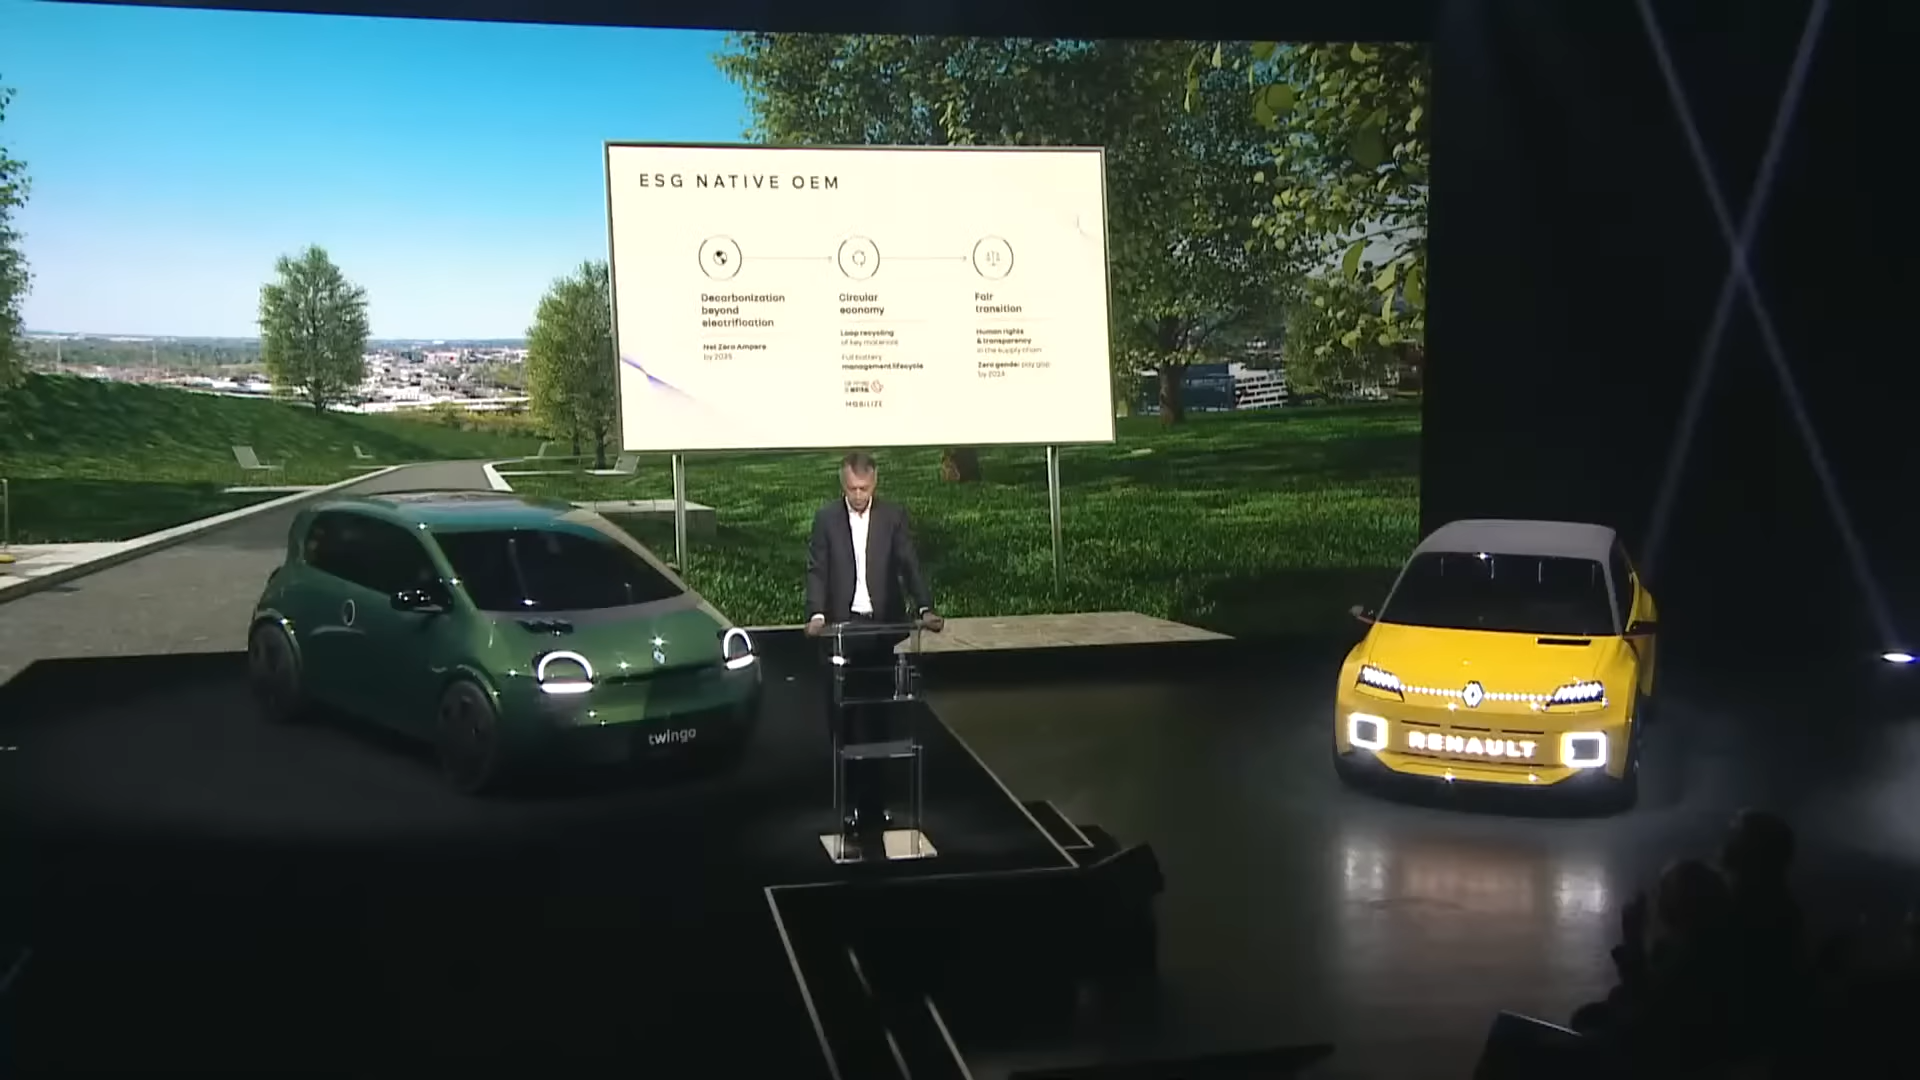 ESG NATIVE OEM
Decarbonization
beyond
electrification
Net Zero Ampere
by 2035
Circular
economy
Loop recycling
of key materials
Full battery
management lifecycle
MOBILIZE
Fair
transition
Human rights
& transparency
in the supply chain
Zero gender pay gap
by 2024
twingo
RENAULT